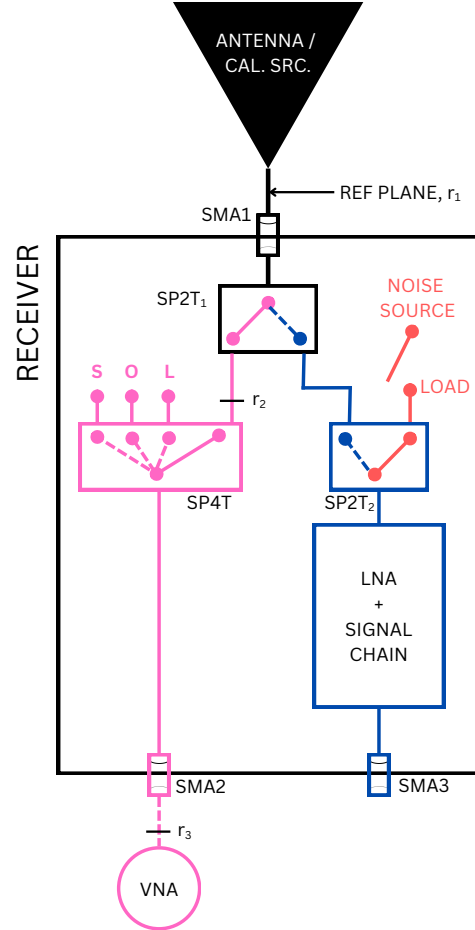 ANTENNA /
CAL. SRC.
REF PLANE, r₁
SMA1
RECEIVER
SP2T₁
NOISE
SOURCE
S O L
LOAD
r₂
SP4T
SP2T₂
LNA
+
SIGNAL
CHAIN
SMA2
SMA3
r₃
VNA